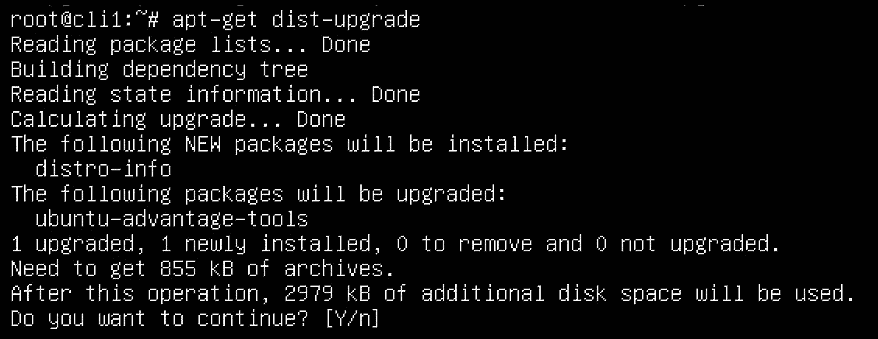 root@cli1:~# apt-get dist-upgrade
Reading package lists... Done
Building dependency tree
Reading state information... Done
Calculating upgrade... Done
The following NEW packages will be installed:
  distro-info
The following packages will be upgraded:
  ubuntu-advantage-tools
1 upgraded, 1 newly installed, 0 to remove and 0 not upgraded.
Need to get 855 kB of archives.
After this operation, 2979 kB of additional disk space will be used.
Do you want to continue? [Y/n]